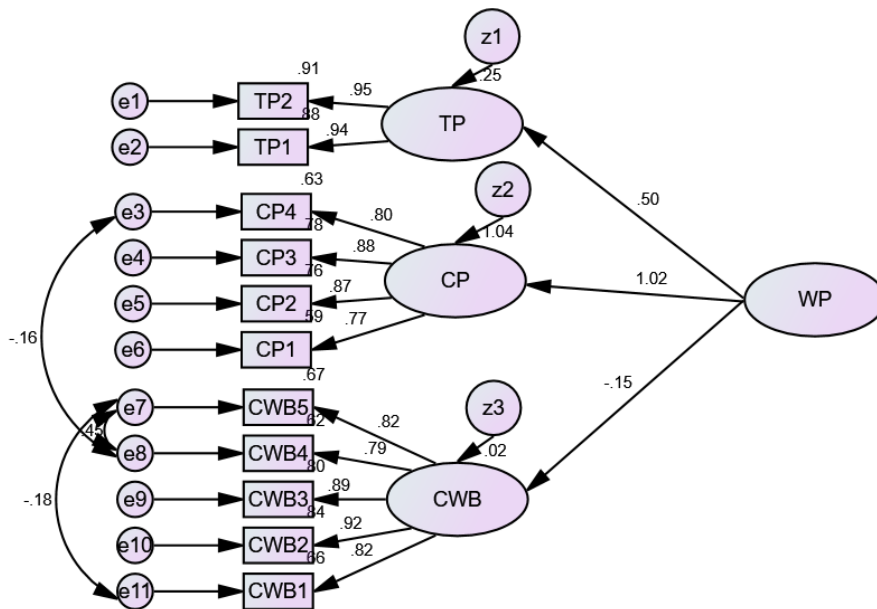 z1
.91
.25
e1
TP2
.95
.88
TP
e2
TP1
.94
.63
z2
.50
e3
CP4
.80
.78
1.04
e4
CP3
.88
.76
CP
1.02
WP
e5
CP2
.87
.59
e6
CP1
.77
-.16
.67
-.15
e7
CWB5
.82
z3
.62
.45
e8
CWB4
.79
.02
.80
-.18
e9
CWB3
.89
CWB
.84
e10
CWB2
.92
.66
e11
CWB1
.82